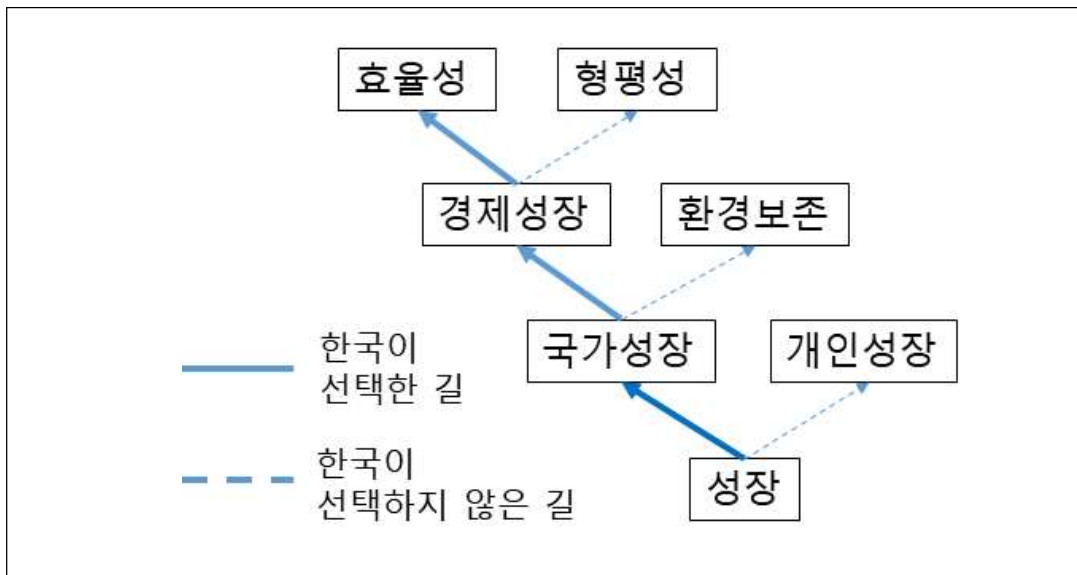 효율성
형평성
경제성장
환경보존
국가성장
개인성장
한국이
선택한 길
성장
한국이
선택하지 않은 길